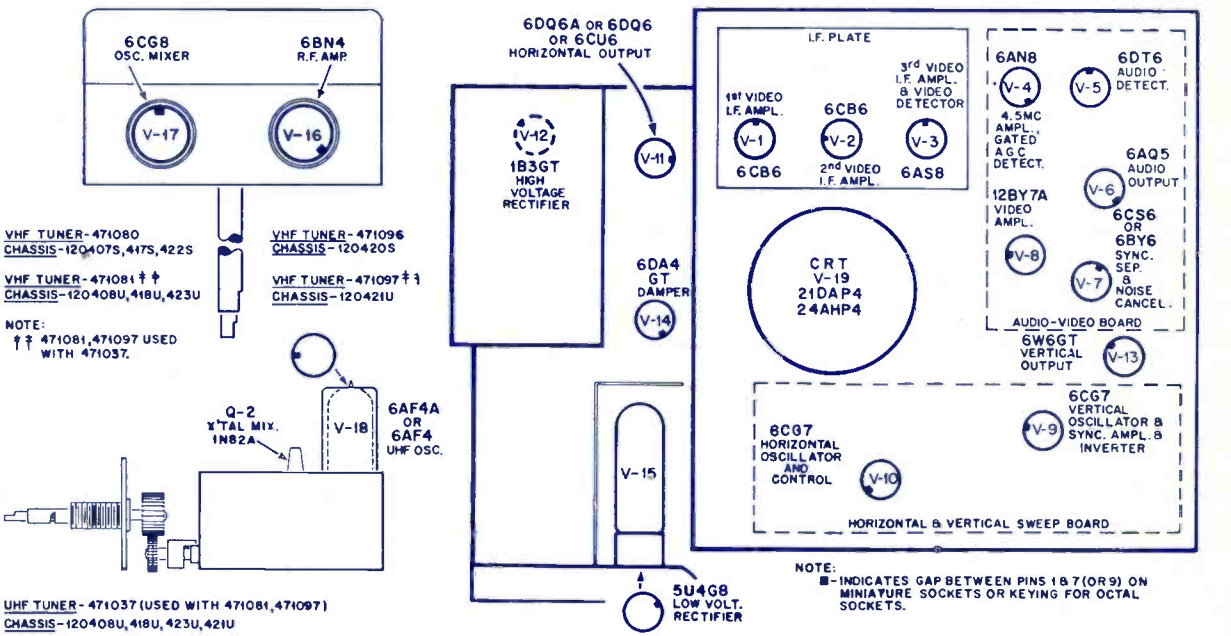 6CG8
OSC. MIXER
6BN4
R.F. AMP.
V-17
V-16
VHF TUNER-471080
CHASSIS-120407S,417S,422S
VHF TUNER-471096
CHASSIS-120420S
VHF TUNER-471081 ‡ ‡
CHASSIS-120408U,418U,423U
VHF TUNER-471097 ‡ ‡
CHASSIS-120421U
NOTE:
‡ ‡ 471081,471097 USED
WITH 471037.
Q-2
X'TAL MIX.
1N82A
V-18
6AF4A
OR
6AF4
UHF OSC.
UHF TUNER-471037 (USED WITH 471081,471097)
CHASSIS-120408U,418U,423U,421U
6DQ6A OR 6DQ6
OR 6CU6
HORIZONTAL OUTPUT
V-12
1B3GT
HIGH
VOLTAGE
RECTIFIER
V-11
6DA4
GT
DAMPER
V-14
V-15
5U4GB
LOW VOLT.
RECTIFIER
I.F. PLATE
1st VIDEO
I.F. AMPL.
V-1
6CB6
6CB6
V-2
2nd VIDEO
I.F. AMPL.
3rd VIDEO
I.F. AMPL.
& VIDEO
DETECTOR
V-3
6AS8
CRT
V-19
21DAP4
24AHP4
6AN8
V-4
4.5MC
AMPL.,
GATED
A.G.C.
DETECT.
6DT6
AUDIO
DETECT.
V-5
6AQ5
AUDIO
OUTPUT
V-6
12BY7A
VIDEO
AMPL.
V-8
6CS6
OR
6BY6
SYNC.
SEP.
&
NOISE
CANCEL.
V-7
AUDIO-VIDEO BOARD
6W6GT
VERTICAL
OUTPUT
V-13
6CG7
VERTICAL
OSCILLATOR &
SYNC. AMPL. &
INVERTER
V-9
6CG7
HORIZONTAL
OSCILLATOR
AND
CONTROL
V-10
HORIZONTAL & VERTICAL SWEEP BOARD
NOTE:
■-INDICATES GAP BETWEEN PINS 1 & 7 (OR 9) ON
MINIATURE SOCKETS OR KEYING FOR OCTAL
SOCKETS.